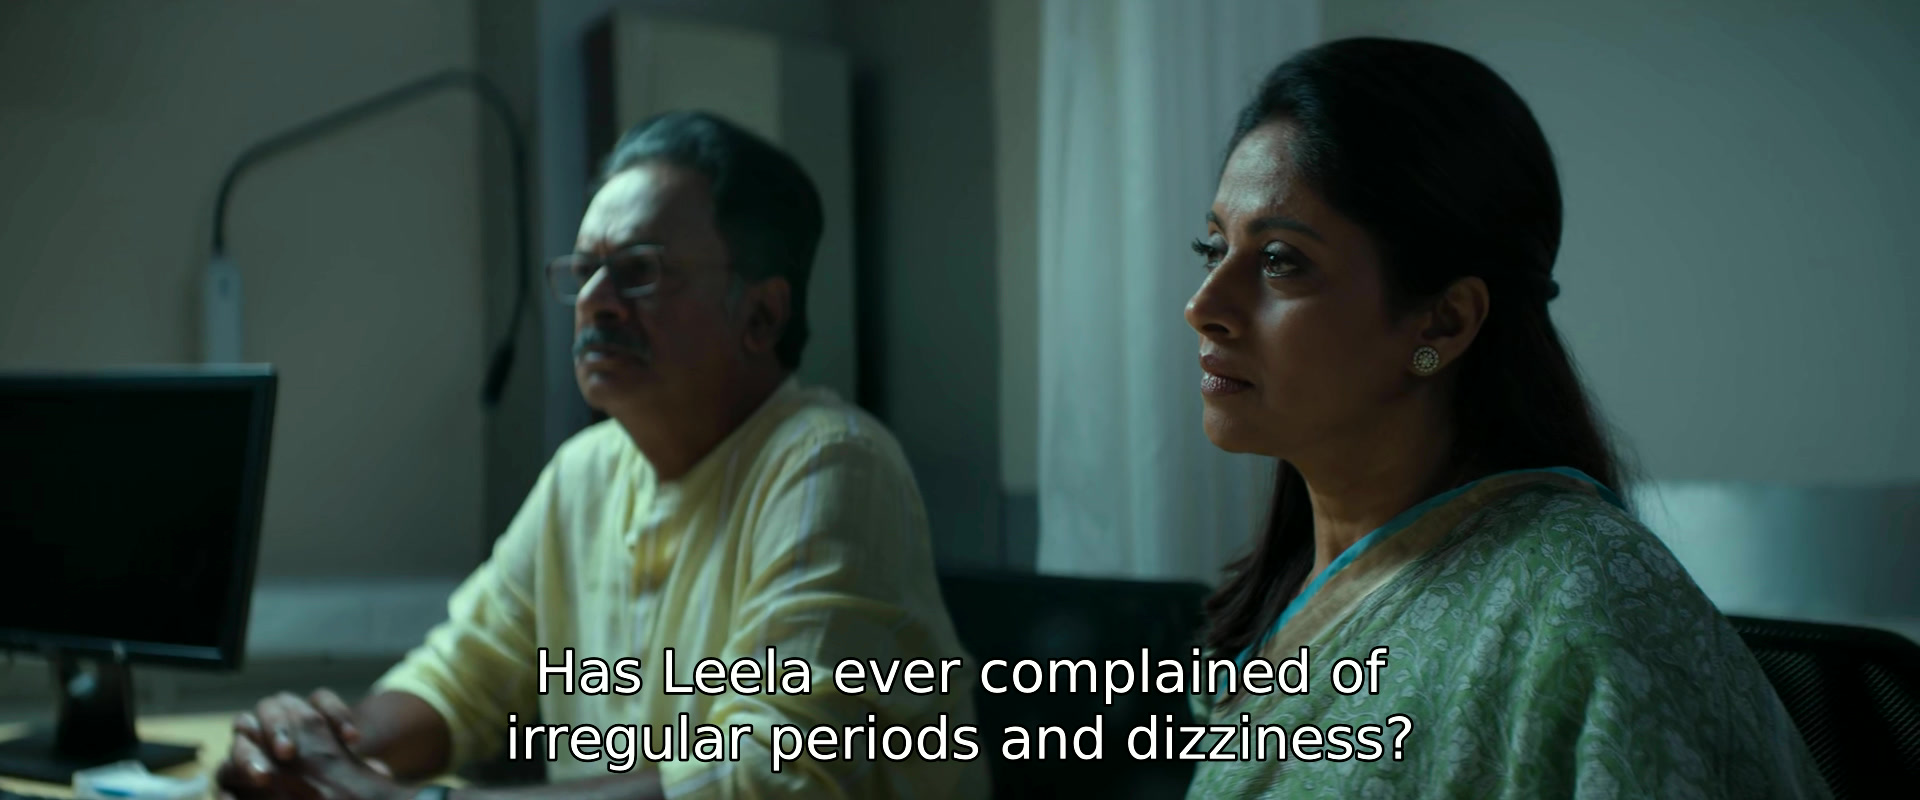 Has Leela ever complained of
irregular periods and dizziness?